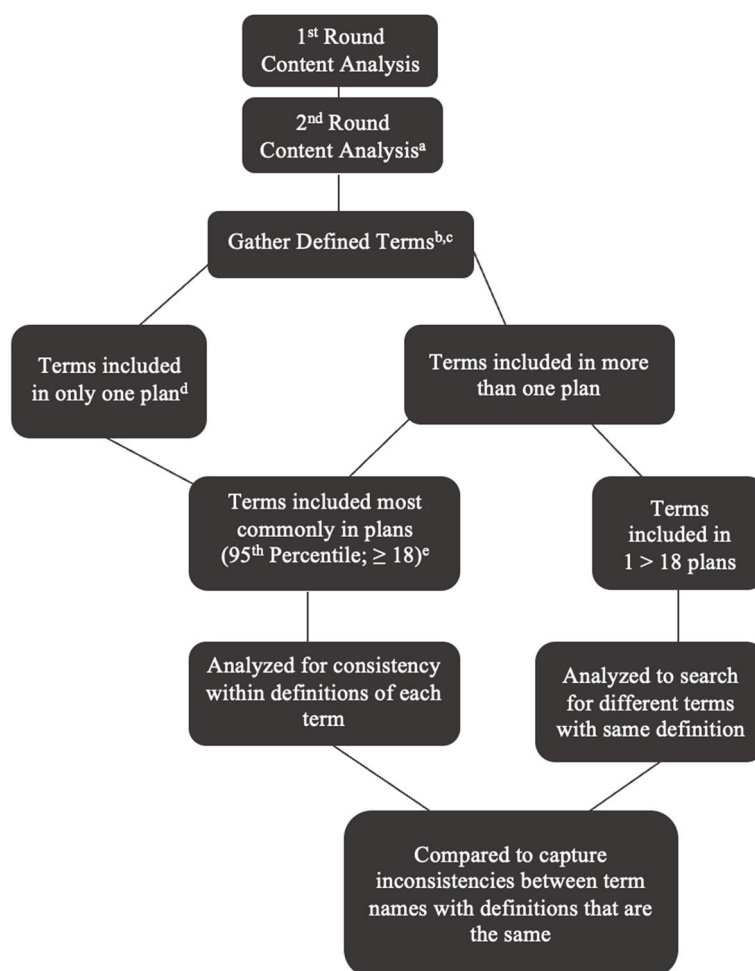 1st Round
Content Analysis
2nd Round
Content Analysisa
Gather Defined Termsb,c
Terms included
in only one pland
Terms included in more
than one plan
Terms included most
commonly in plans
(95th Percentile; ≥ 18)e
Terms
included in
1 > 18 plans
Analyzed for consistency
within definitions of each
term
Analyzed to search
for different terms
with same definition
Compared to capture
inconsistencies between term
names with definitions that are
the same